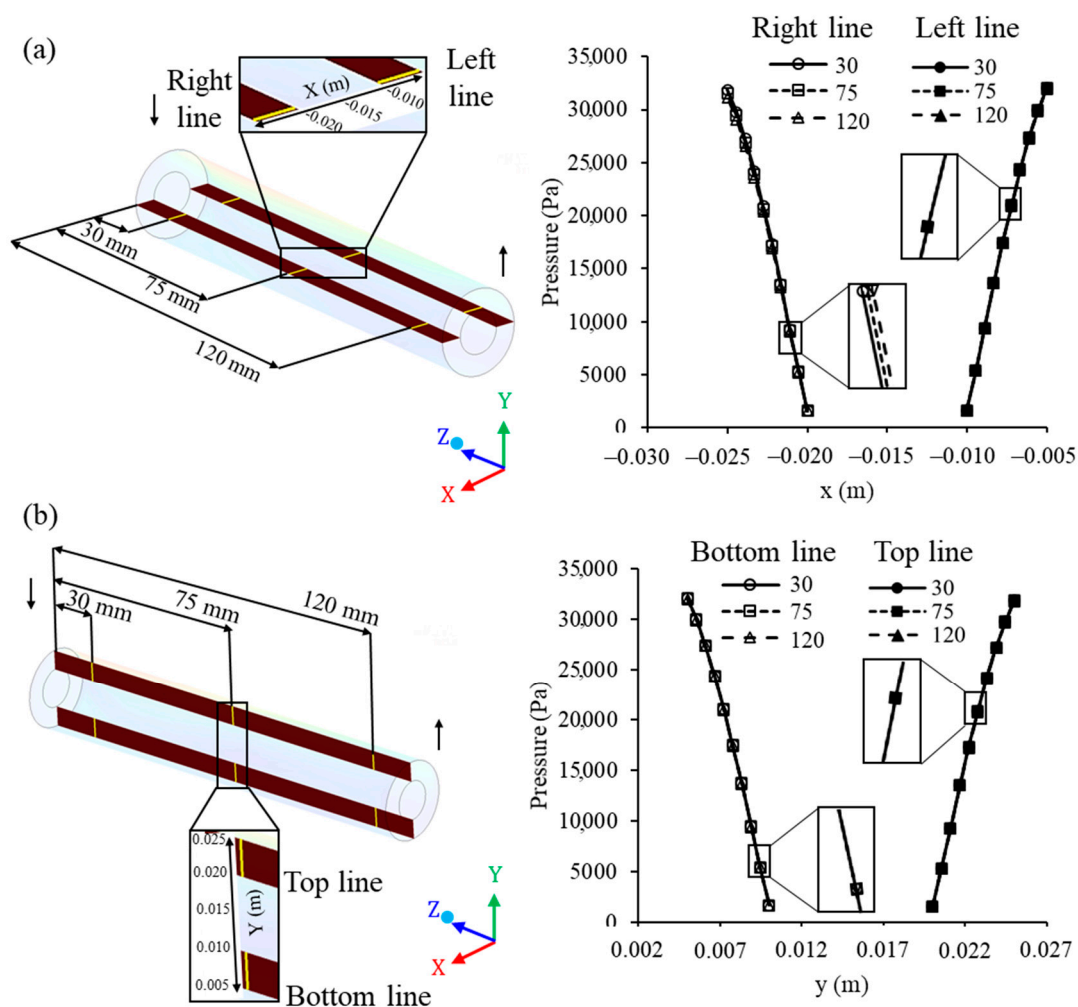 (a)
Right line
Left line
X (m)
-0.010
-0.015
-0.020
30 mm
75 mm
120 mm
Y
Z
X
Right line
Left line
30
30
75
75
120
120
35,000
30,000
25,000
20,000
15,000
10,000
5000
0
Pressure (Pa)
–0.030
–0.025
–0.020
–0.015
–0.010
–0.005
x (m)
(b)
30 mm
75 mm
120 mm
0.025
0.020
0.015
0.010
0.005
Y (m)
Top line
Bottom line
Y
Z
X
Bottom line
Top line
30
30
75
75
120
120
35,000
30,000
25,000
20,000
15,000
10,000
5000
0
Pressure (Pa)
0.002
0.007
0.012
0.017
0.022
0.027
y (m)